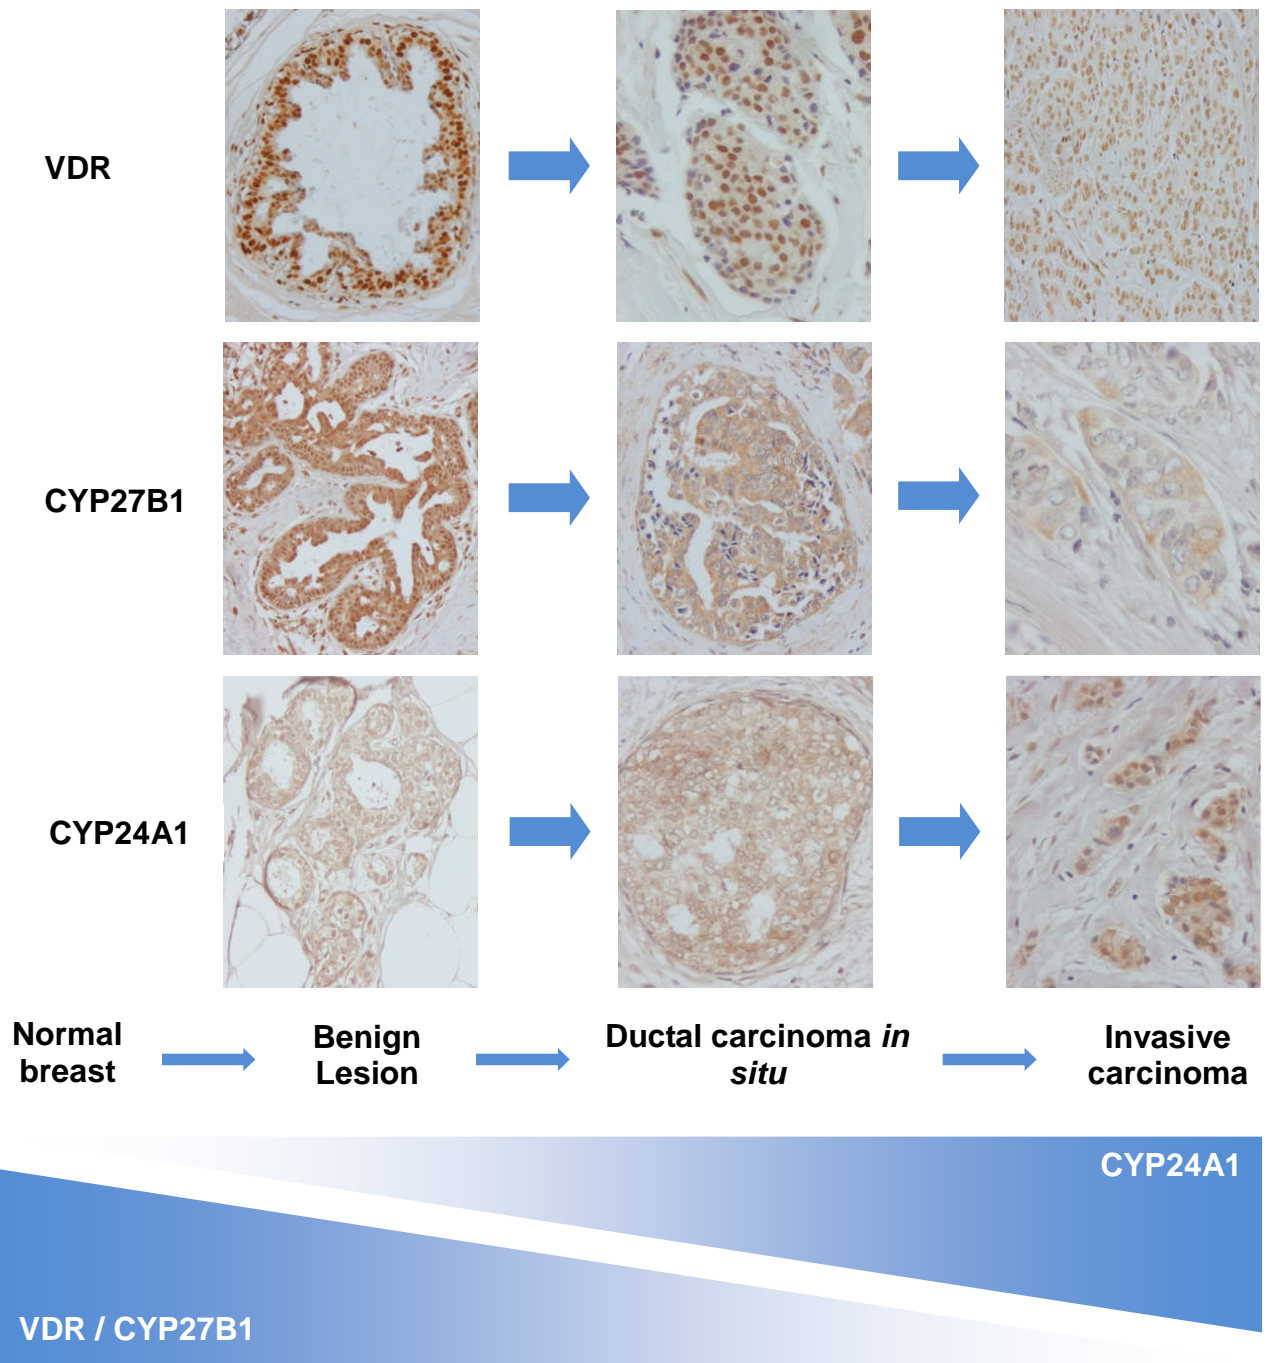 VDR
CYP27B1
CYP24A1
Normal
breast
Benign
Lesion
Ductal carcinoma in
situ
Invasive
carcinoma
CYP24A1
VDR / CYP27B1